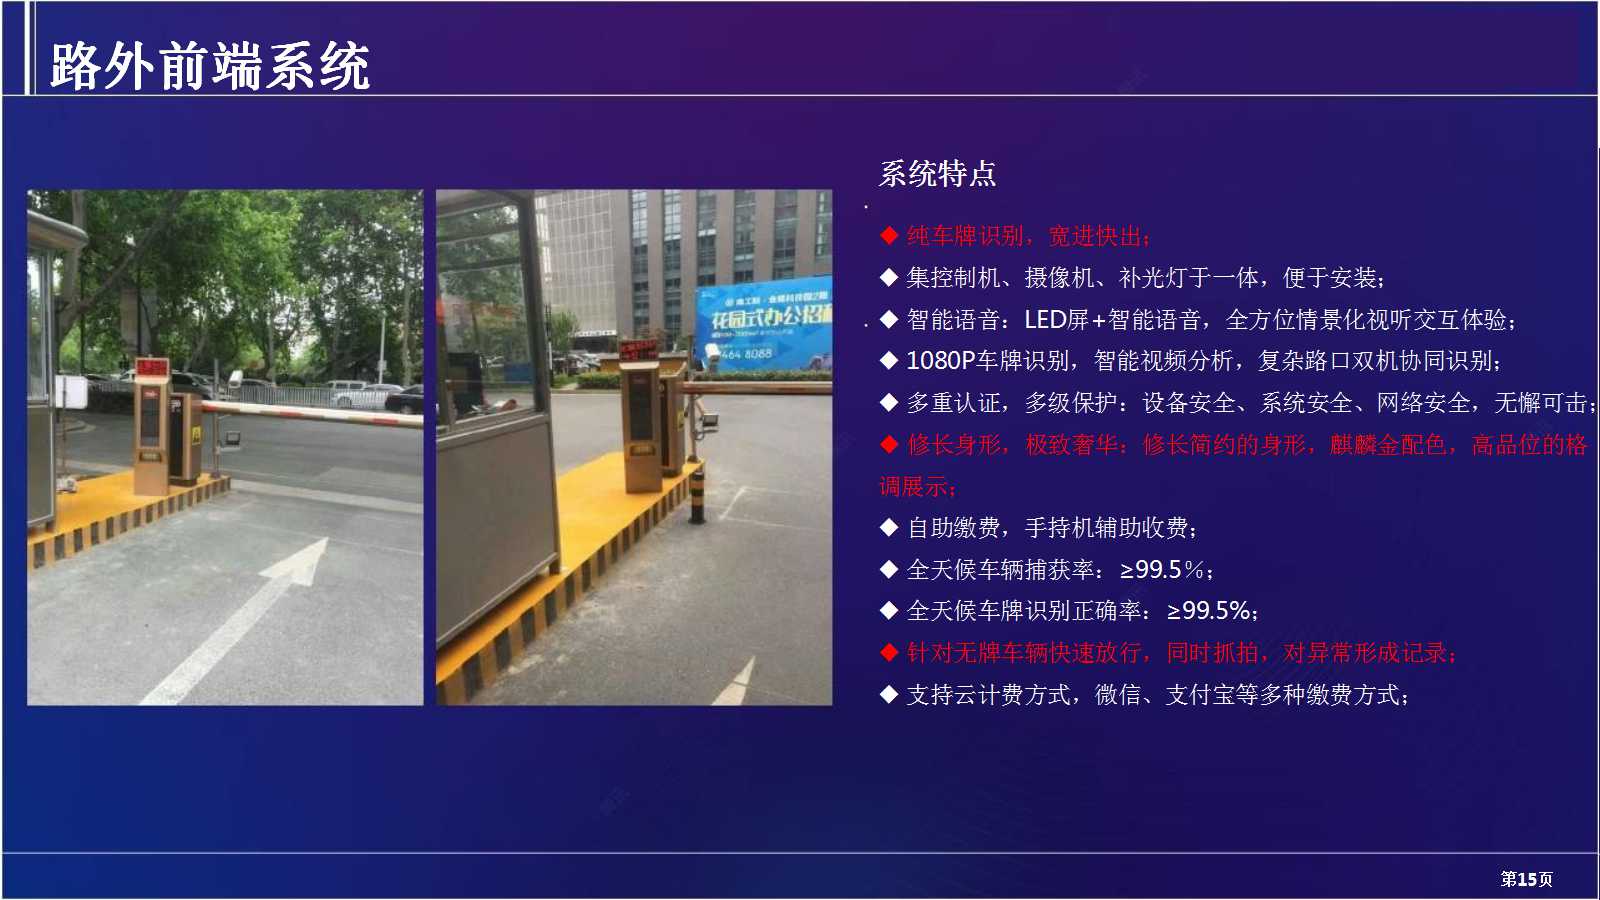 路外前端系统
系统特点
◆ 纯车牌识别，宽进快出；
◆ 集控制机、摄像机、补光灯于一体，便于安装；
◆ 智能语音：LED屏+智能语音，全方位情景化视听交互体验；
◆ 1080P车牌识别，智能视频分析，复杂路口双机协同识别；
◆ 多重认证，多级保护：设备安全、系统安全、网络安全，无懈可击；
◆ 修长身形，极致奢华：修长简约的身形，麒麟金配色，高品位的格
调展示；
◆ 自助缴费，手持机辅助收费；
◆ 全天候车辆捕获率：≥99.5%；
◆ 全天候车牌识别正确率：≥99.5%；
◆ 针对无牌车辆快速放行，同时抓拍，对异常形成记录；
◆ 支持云计费方式，微信、支付宝等多种缴费方式；
花园式办公招
464 8088
第15页